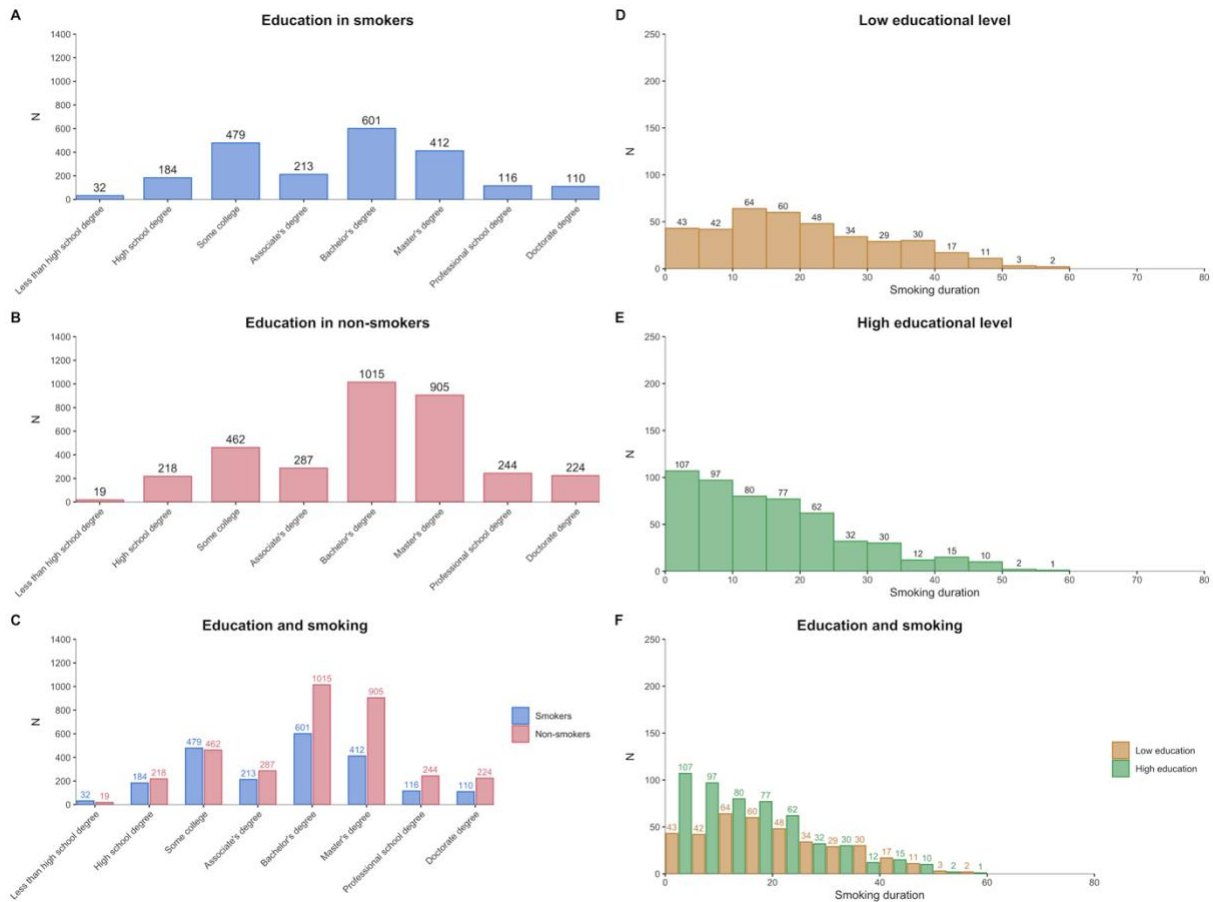 A
Education in smokers
N
1400
1200
1000
800
600
400
200
0
32
184
479
213
601
412
116
110
Less than high school degree
High school degree
Some college
Associate's degree
Bachelor's degree
Master's degree
Professional school degree
Doctorate degree
B
Education in non-smokers
N
1400
1200
1000
800
600
400
200
0
19
218
462
287
1015
905
244
224
Less than high school degree
High school degree
Some college
Associate's degree
Bachelor's degree
Master's degree
Professional school degree
Doctorate degree
C
Education and smoking
N
1400
1200
1000
800
600
400
200
0
32 19
184 218
479 462
213 287
601 1015
412 905
116 244
110 224
Smokers
Non-smokers
Less than high school degree
High school degree
Some college
Associate's degree
Bachelor's degree
Master's degree
Professional school degree
Doctorate degree
D
Low educational level
N
250
200
150
100
50
0
43 42 64 60 48 34 29 30 17 11 3 2
0 10 20 30 40 50 60 70 80
Smoking duration
E
High educational level
N
250
200
150
100
50
0
107 97 80 77 62 32 30 12 15 10 2 1
0 10 20 30 40 50 60 70 80
Smoking duration
F
Education and smoking
N
250
200
150
100
50
0
43 107 42 97 64 80 60 77 48 62 34 32 29 30 30 12 17 15 11 10 3 2 2 1
Low education
High education
0 20 40 60 80
Smoking duration